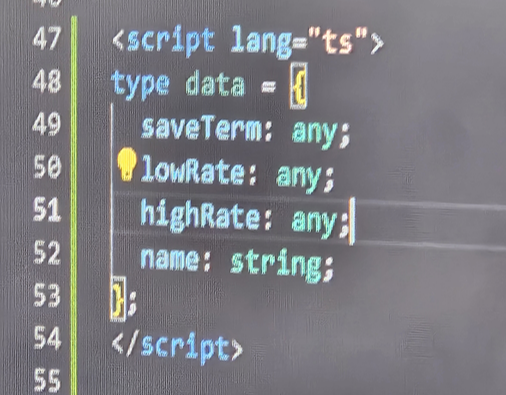 47 <script lang="ts">
48 type data = {
49 saveTerm: any;
50 lowRate: any;
51 highRate: any;
52 name: string;
53 };
54 </script>
55